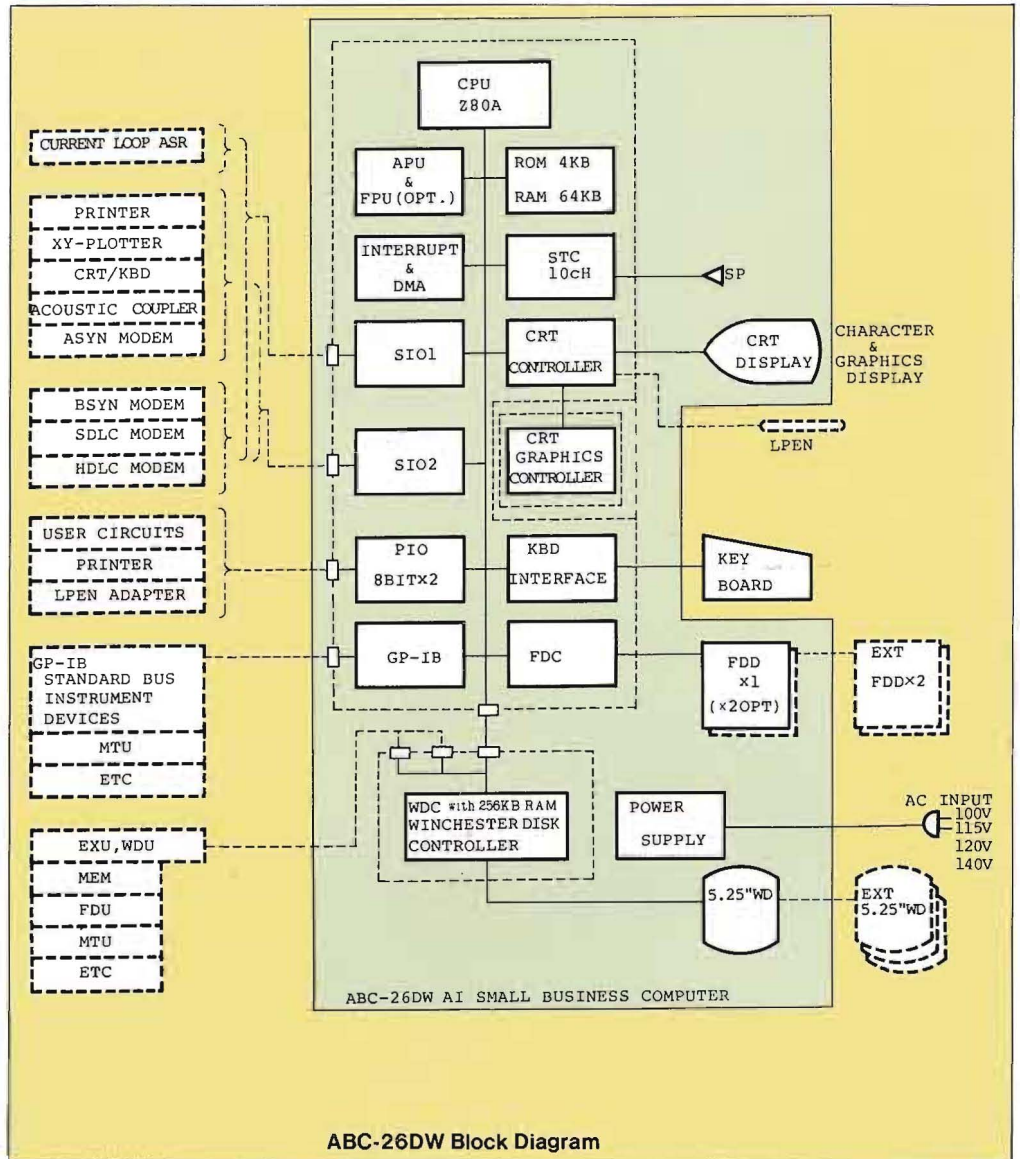 CPU
Z80A
CURRENT LOOP ASR
APU
&
FPU(OPT.)
ROM 4KB
RAM 64KB
PRINTER
XY-PLOTTER
CRT/KBD
ACOUSTIC COUPLER
ASYN MODEM
INTERRUPT
&
DMA
STC
10cH
SP
SIO1
CRT
CONTROLLER
CRT
DISPLAY
CHARACTER
&
GRAPHICS
DISPLAY
BSYN MODEM
SDLC MODEM
HDLC MODEM
SIO2
CRT
GRAPHICS
CONTROLLER
LPEN
USER CIRCUITS
PRINTER
LPEN ADAPTER
PIO
8BIT×2
KBD
INTERFACE
KEY
BOARD
GP-IB
STANDARD BUS
INSTRUMENT
DEVICES
MTU
ETC
GP-IB
FDC
FDD
×1
(×2OPT)
EXT
FDD×2
EXU,WDU
MEM
FDU
MTU
ETC
WDC with 256KB RAM
WINCHESTER DISK
CONTROLLER
POWER
SUPPLY
AC INPUT
100V
115V
120V
140V
5.25"WD
EXT
5.25"WD
ABC-26DW AI SMALL BUSINESS COMPUTER
ABC-26DW Block Diagram